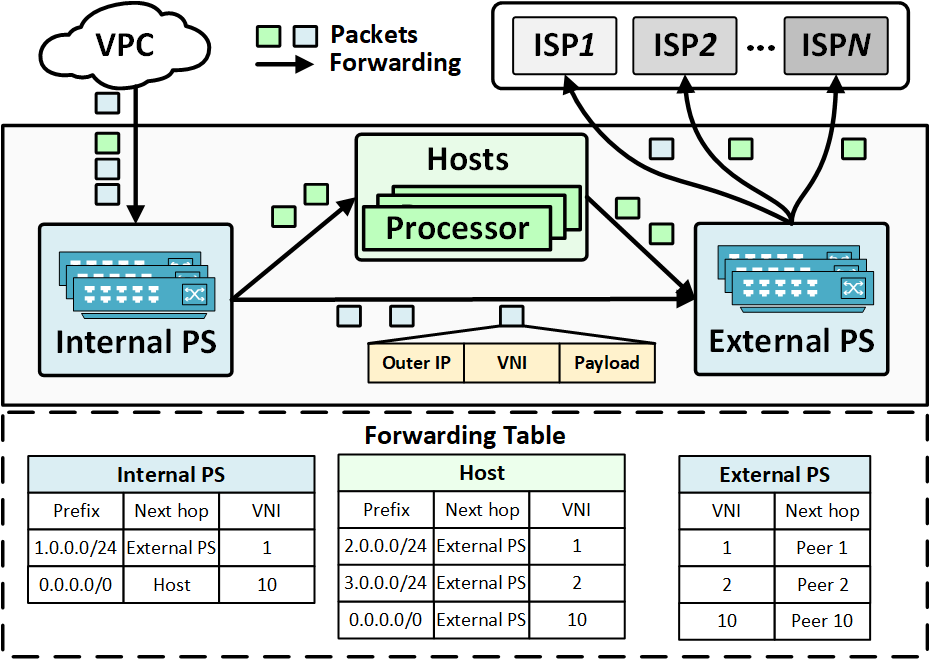 VPC
Packets
Forwarding
ISP1
ISP2
...
ISPN
Hosts
Processor
Internal PS
External PS
Outer IP VNI Payload
Forwarding Table
Internal PS
Prefix Next hop VNI
1.0.0.0/24 External PS 1
0.0.0.0/0 Host 10
Host
Prefix Next hop VNI
2.0.0.0/24 External PS 1
3.0.0.0/24 External PS 2
0.0.0.0/0 External PS 10
External PS
VNI Next hop
1 Peer 1
2 Peer 2
10 Peer 10